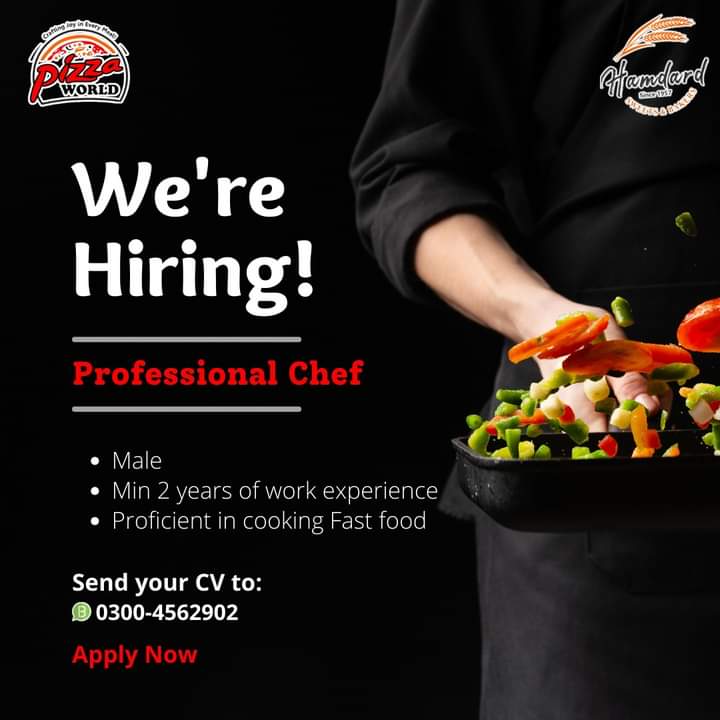 Crafting Joy in Every Meal!
Pizza
WORLD
Hamdard
Since 1957
SWEETS & BAKERS
We're
Hiring!
Professional Chef
• Male
• Min 2 years of work experience
• Proficient in cooking Fast food
Send your CV to:
0300-4562902
Apply Now